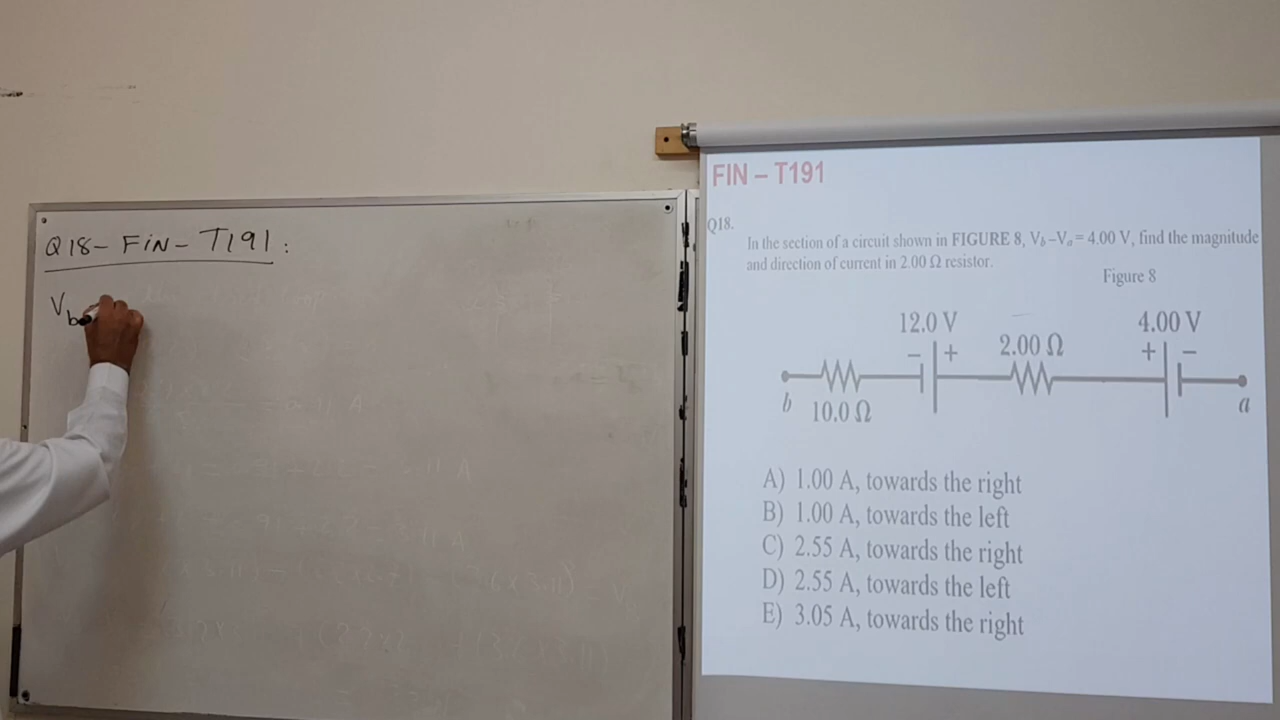 Q18- FIN- T191:
Vb
FIN – T191
Q18.
In the section of a circuit shown in FIGURE 8, Vb–Va = 4.00 V, find the magnitude
and direction of current in 2.00 Ω resistor.
Figure 8
12.0 V
2.00 Ω
4.00 V
- +
+ -
b
10.0 Ω
a
A) 1.00 A, towards the right
B) 1.00 A, towards the left
C) 2.55 A, towards the right
D) 2.55 A, towards the left
E) 3.05 A, towards the right